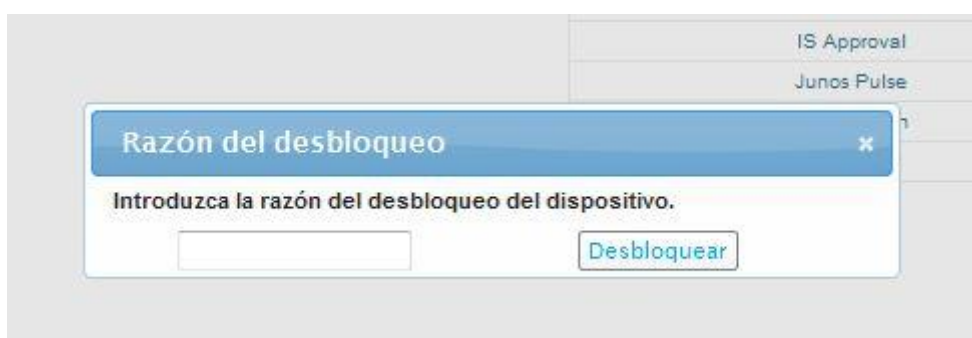 IS Approval
Junos Pulse
Razón del desbloqueo
Introduzca la razón del desbloqueo del dispositivo.
Desbloquear